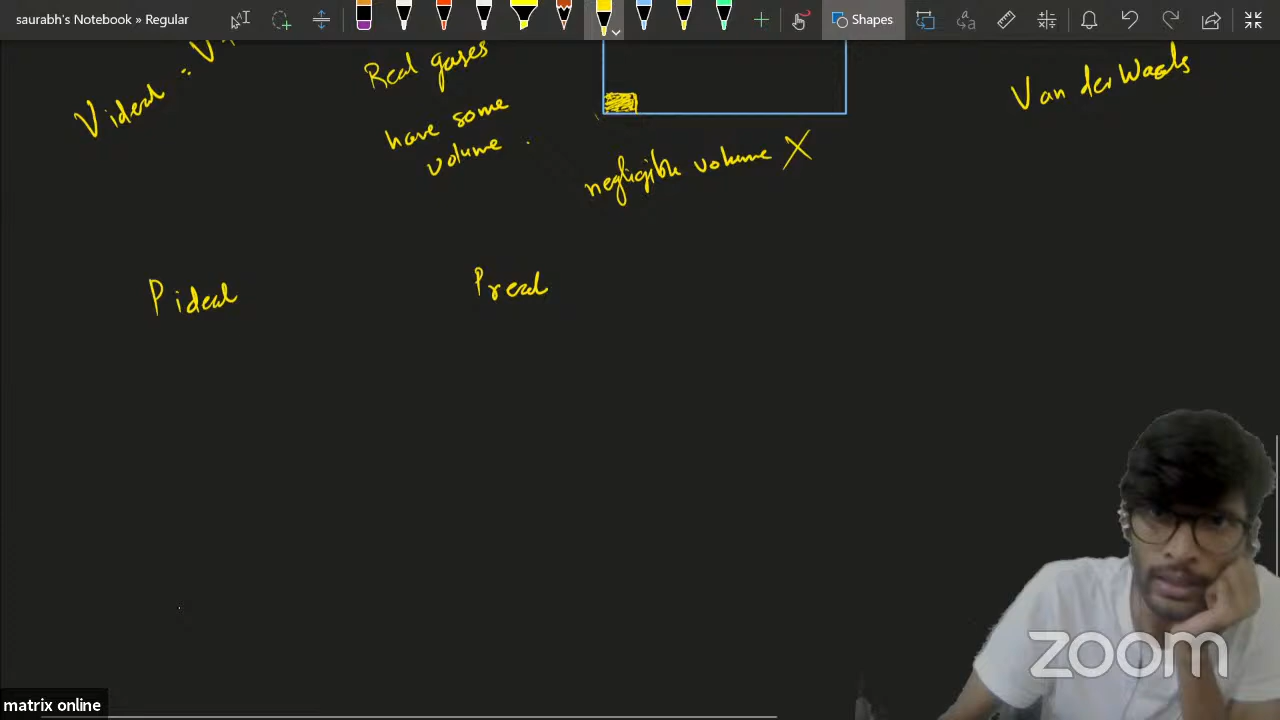 saurabh's Notebook » Regular
Shapes
V ideal =
Real gases
have some
volume .
negligible volume X
Van der Waals
P ideal
P real
zoom
matrix online